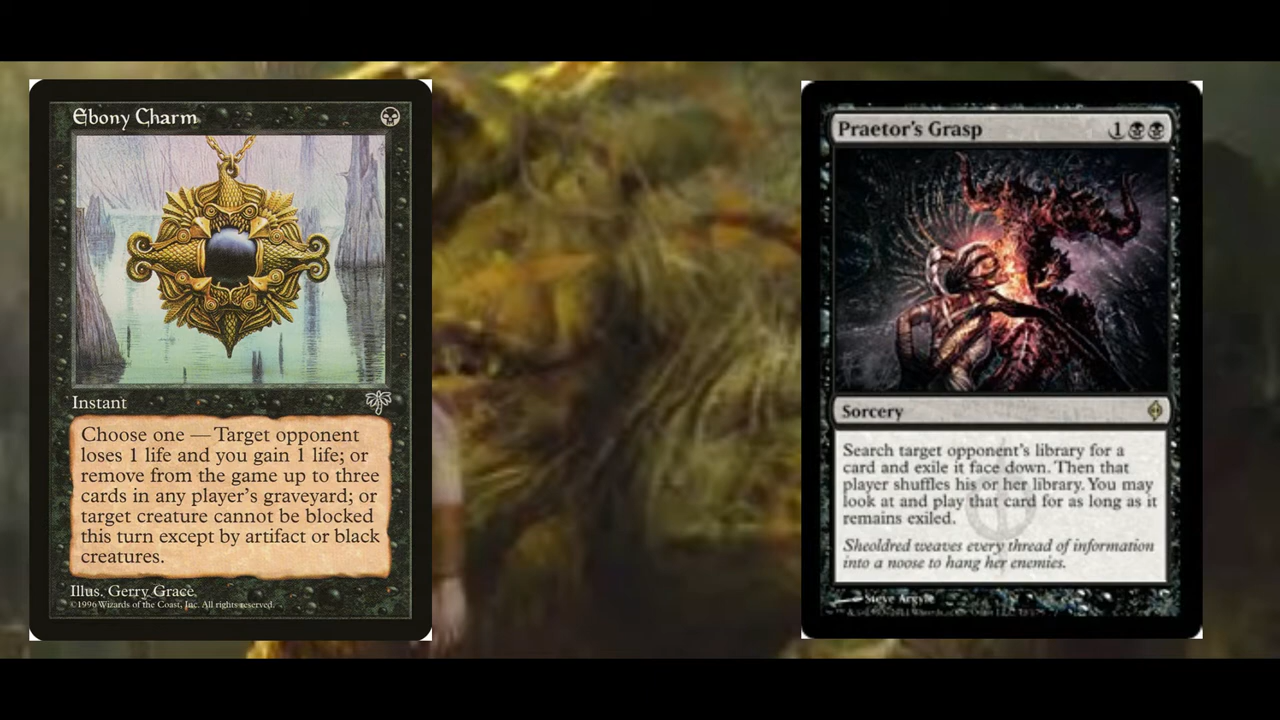 Ebony Charm
Instant
Choose one — Target opponent
loses 1 life and you gain 1 life; or
remove from the game up to three
cards in any player's graveyard; or
target creature cannot be blocked
this turn except by artifact or black
creatures.
Illus. Gerry Grace
©1996 Wizards of the Coast, Inc. All rights reserved.
Praetor's Grasp 1
Sorcery
Search target opponent's library for a
card and exile it face down. Then that
player shuffles his or her library. You may
look at and play that card for as long as it
remains exiled.
Sheoldred weaves every thread of information
into a noose to hang her enemies.
Steve Argyle